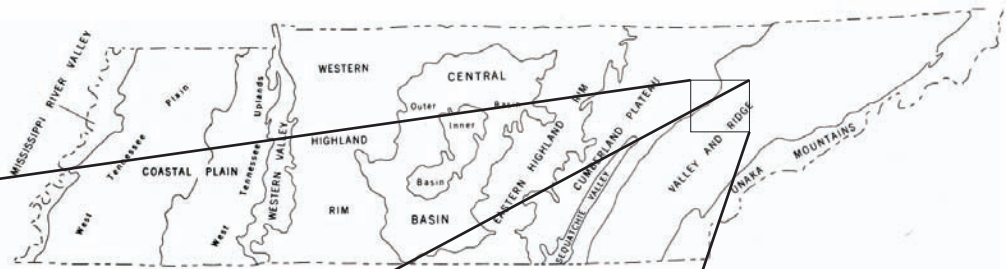 MISSISSIPPI RIVER VALLEY
West Tennessee Plain
COASTAL PLAIN
West Tennessee Uplands
WESTERN VALLEY
WESTERN
HIGHLAND
RIM
CENTRAL
BASIN
Outer Basin
Inner
Basin
EASTERN HIGHLAND RIM
CUMBERLAND PLATEAU
SEQUATCHIE VALLEY
VALLEY AND RIDGE
UNAKA MOUNTAINS